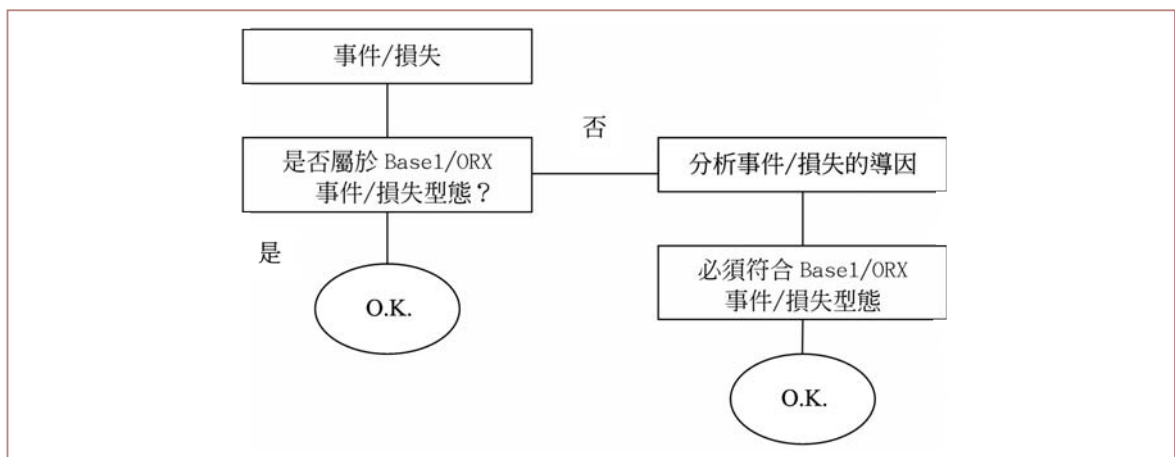 事件/損失
否
是否屬於 Base1/ORX
事件/損失型態？
分析事件/損失的導因
是
必須符合 Base1/ORX
事件/損失型態
O.K.
O.K.